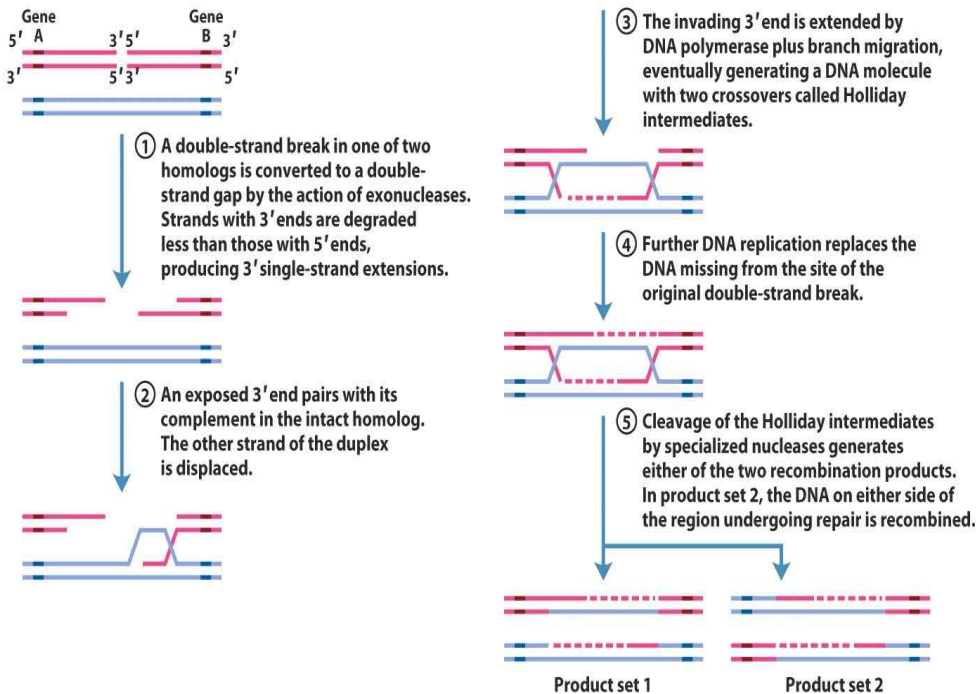 Gene Gene
5′ A 3′ 5′ B 3′
3′ 5′ 3′ 5′
① A double-strand break in one of two
homologs is converted to a double-
strand gap by the action of exonucleases.
Strands with 3′ ends are degraded
less than those with 5′ ends,
producing 3′ single-strand extensions.
② An exposed 3′ end pairs with its
complement in the intact homolog.
The other strand of the duplex
is displaced.
③ The invading 3′ end is extended by
DNA polymerase plus branch migration,
eventually generating a DNA molecule
with two crossovers called Holliday
intermediates.
④ Further DNA replication replaces the
DNA missing from the site of the
original double-strand break.
⑤ Cleavage of the Holliday intermediates
by specialized nucleases generates
either of the two recombination products.
In product set 2, the DNA on either side of
the region undergoing repair is recombined.
Product set 1 Product set 2